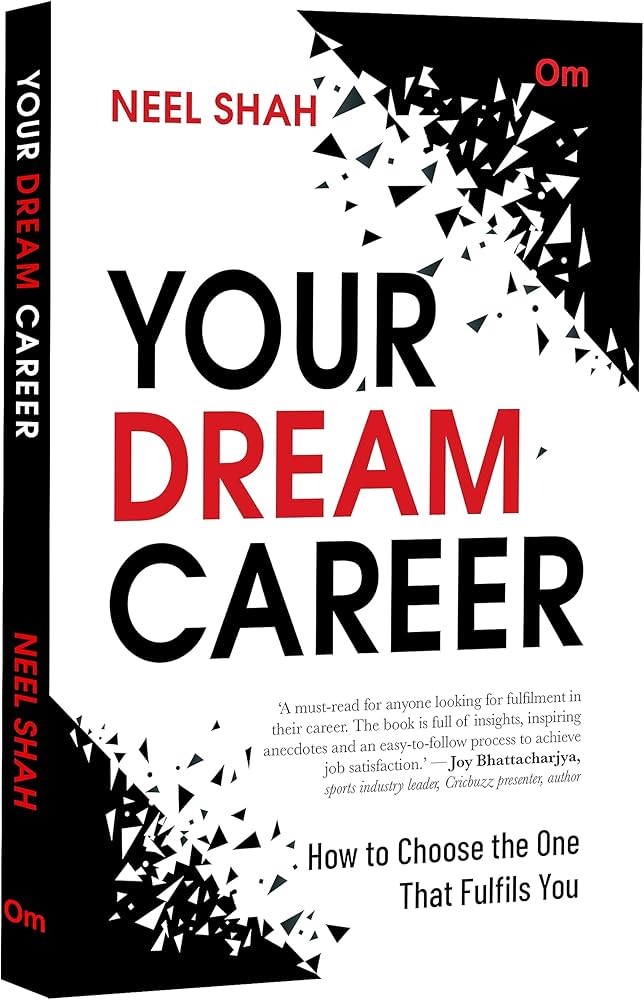 YOUR DREAM CAREER
NEEL SHAH
Om
NEEL SHAH
Om
YOUR
DREAM
CAREER
‘A must-read for anyone looking for fulfilment in
their career. The book is full of insights, inspiring
anecdotes and an easy-to-follow process to achieve
job satisfaction.’ — Joy Bhattacharjya,
sports industry leader, Cricbuzz presenter, author
How to Choose the One
That Fulfils You